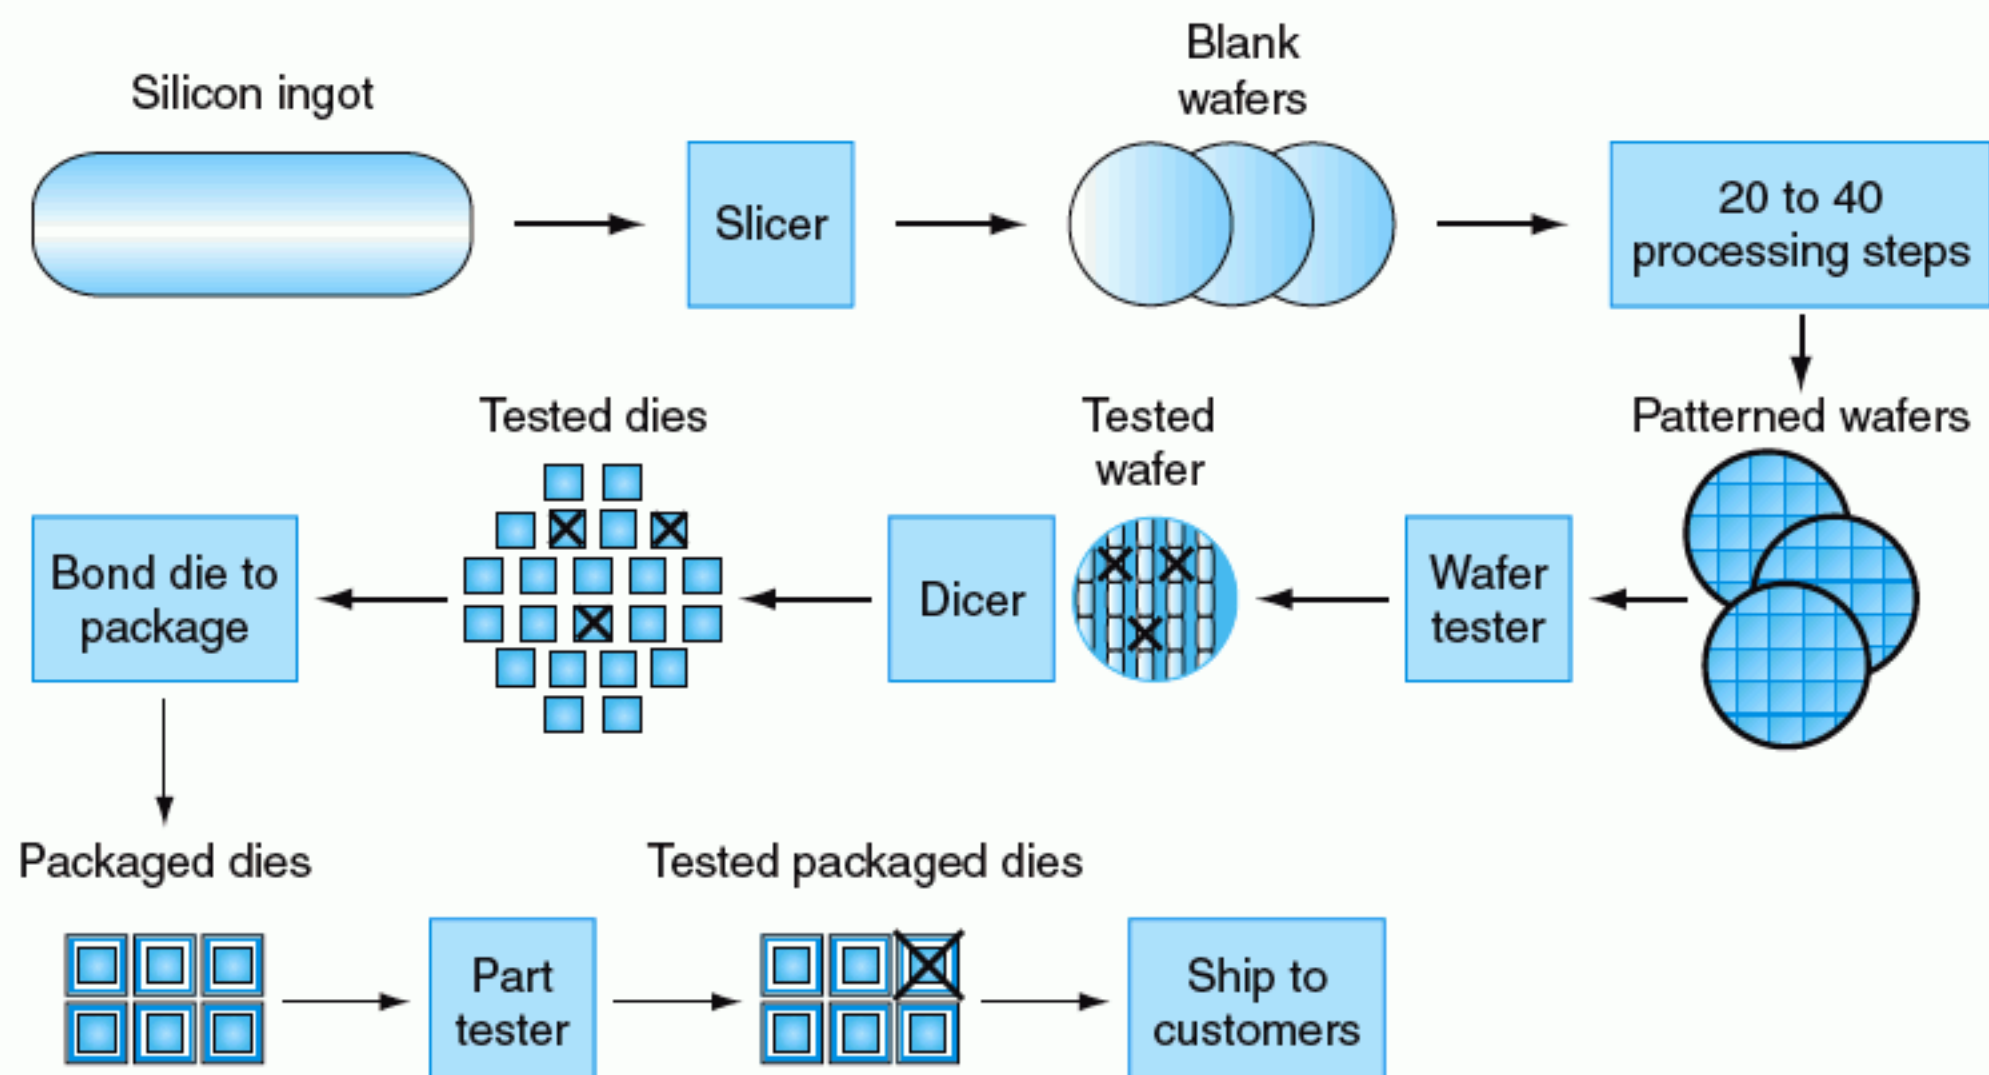 Silicon ingot
Slicer
Blank
wafers
20 to 40
processing steps
Tested dies
Tested
wafer
Patterned wafers
Bond die to
package
Dicer
Wafer
tester
Packaged dies
Tested packaged dies
Part
tester
Ship to
customers